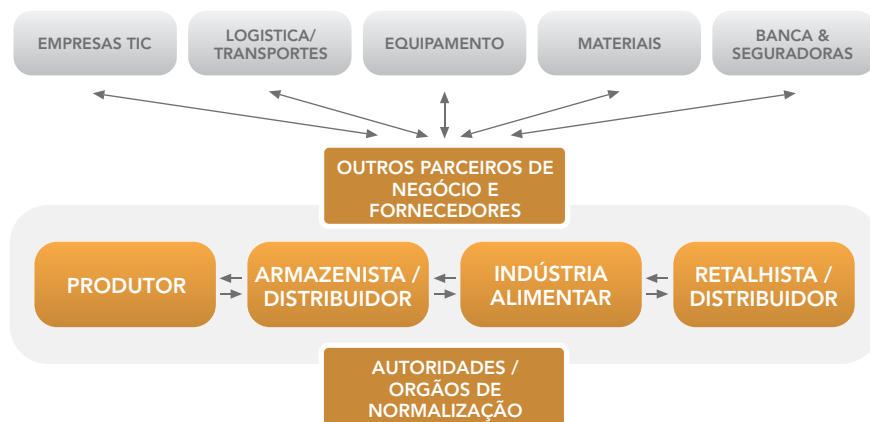 EMPRESAS TIC
LOGISTICA/
TRANSPORTES
EQUIPAMENTO
MATERIAIS
BANCA &
SEGURADORAS
OUTROS PARCEIROS DE
NEGÓCIO E
FORNECEDORES
PRODUTOR
ARMAZENISTA /
DISTRIBUIDOR
INDÚSTRIA
ALIMENTAR
RETALHISTA /
DISTRIBUIDOR
AUTORIDADES /
ORGÃOS DE
NORMALIZAÇÃO